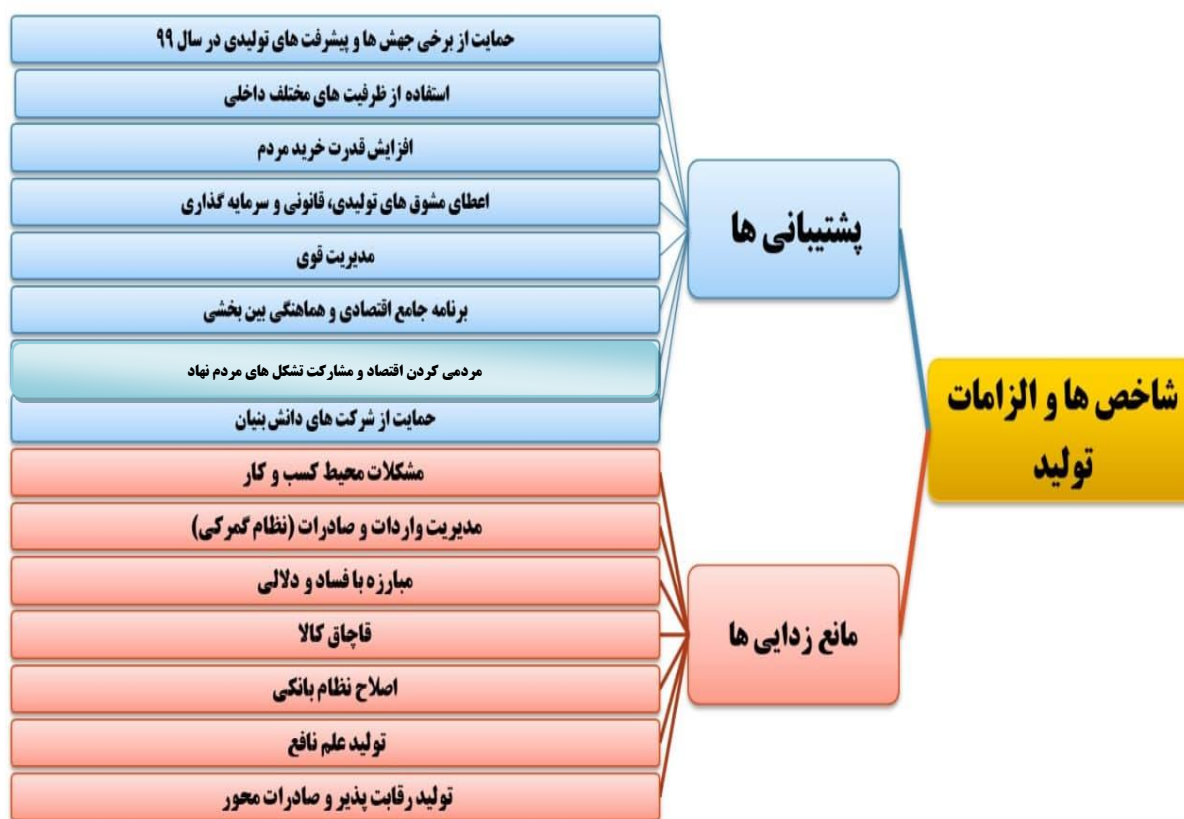 شاخص ها و الزامات
تولید
پشتیبانی ها
حمایت از برخی جهش ها و پیشرفت های تولیدی در سال ۹۹
استفاده از ظرفیت های مختلف داخلی
افزایش قدرت خرید مردم
اعطای مشوق های تولیدی، قانونی و سرمایه گذاری
مدیریت قوی
برنامه جامع اقتصادی و هماهنگی بین بخشی
مردمی کردن اقتصاد و مشارکت تشکل های مردم نهاد
حمایت از شرکت های دانش بنیان
مانع زدایی ها
مشکلات محیط کسب و کار
مدیریت واردات و صادرات (نظام گمرکی)
مبارزه با فساد و دلالی
قاچاق کالا
اصلاح نظام بانکی
تولید علم نافع
تولید رقابت پذیر و صادرات محور